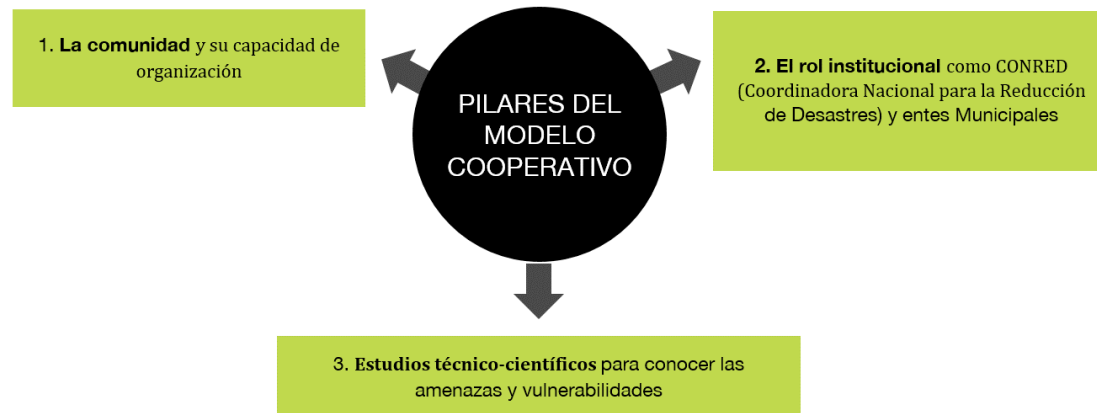 1. La comunidad y su capacidad de
organización
PILARES DEL
MODELO
COOPERATIVO
2. El rol institucional como CONRED
(Coordinadora Nacional para la Reducción
de Desastres) y entes Municipales
3. Estudios técnico-científicos para conocer las
amenazas y vulnerabilidades